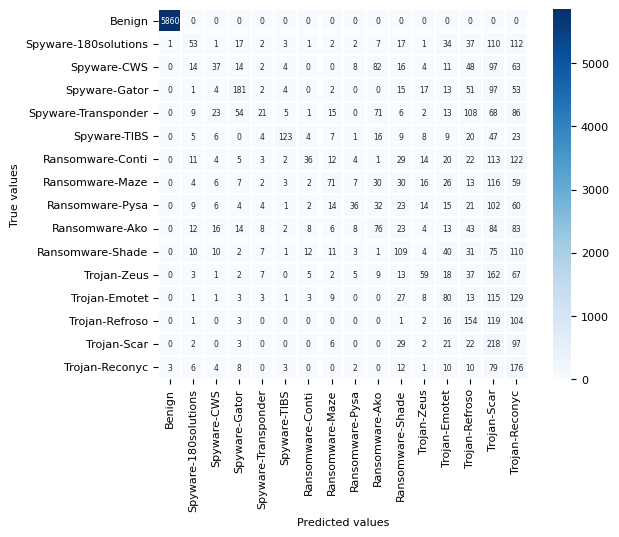 True values
Benign 5860 0 0 0 0 0 0 0 0 0 0 0 0 0 0 0
Spyware-180solutions 1 53 1 17 2 3 1 2 2 7 17 1 34 37 110 112
Spyware-CWS 0 14 37 14 2 4 0 0 8 82 16 4 11 48 97 63
Spyware-Gator 0 1 4 181 2 4 0 2 0 0 15 17 13 51 97 53
Spyware-Transponder 0 9 23 54 21 5 1 15 0 71 6 2 13 108 68 86
Spyware-TIBS 0 5 6 0 4 123 4 7 1 16 9 8 9 20 47 23
Ransomware-Conti 0 11 4 5 3 2 36 12 4 1 29 14 20 22 113 122
Ransomware-Maze 0 4 6 7 2 3 2 71 7 30 30 16 26 13 116 59
Ransomware-Pysa 0 9 6 4 4 1 2 14 36 32 23 14 15 21 102 60
Ransomware-Ako 0 12 16 14 8 2 8 6 8 76 23 4 13 43 84 83
Ransomware-Shade 0 10 10 2 7 1 12 11 3 1 109 4 40 31 75 110
Trojan-Zeus 0 3 1 2 7 0 5 2 5 9 13 59 18 37 162 67
Trojan-Emotet 0 1 1 3 3 1 3 9 0 0 27 8 80 13 115 129
Trojan-Refroso 0 1 0 3 0 0 0 0 0 0 1 2 16 154 119 104
Trojan-Scar 0 2 0 3 0 0 0 6 0 0 29 2 21 22 218 97
Trojan-Reconyc 3 6 4 8 0 3 0 0 2 0 12 1 10 10 79 176
Benign
Spyware-180solutions
Spyware-CWS
Spyware-Gator
Spyware-Transponder
Spyware-TIBS
Ransomware-Conti
Ransomware-Maze
Ransomware-Pysa
Ransomware-Ako
Ransomware-Shade
Trojan-Zeus
Trojan-Emotet
Trojan-Refroso
Trojan-Scar
Trojan-Reconyc
Predicted values
5000
4000
3000
2000
1000
0